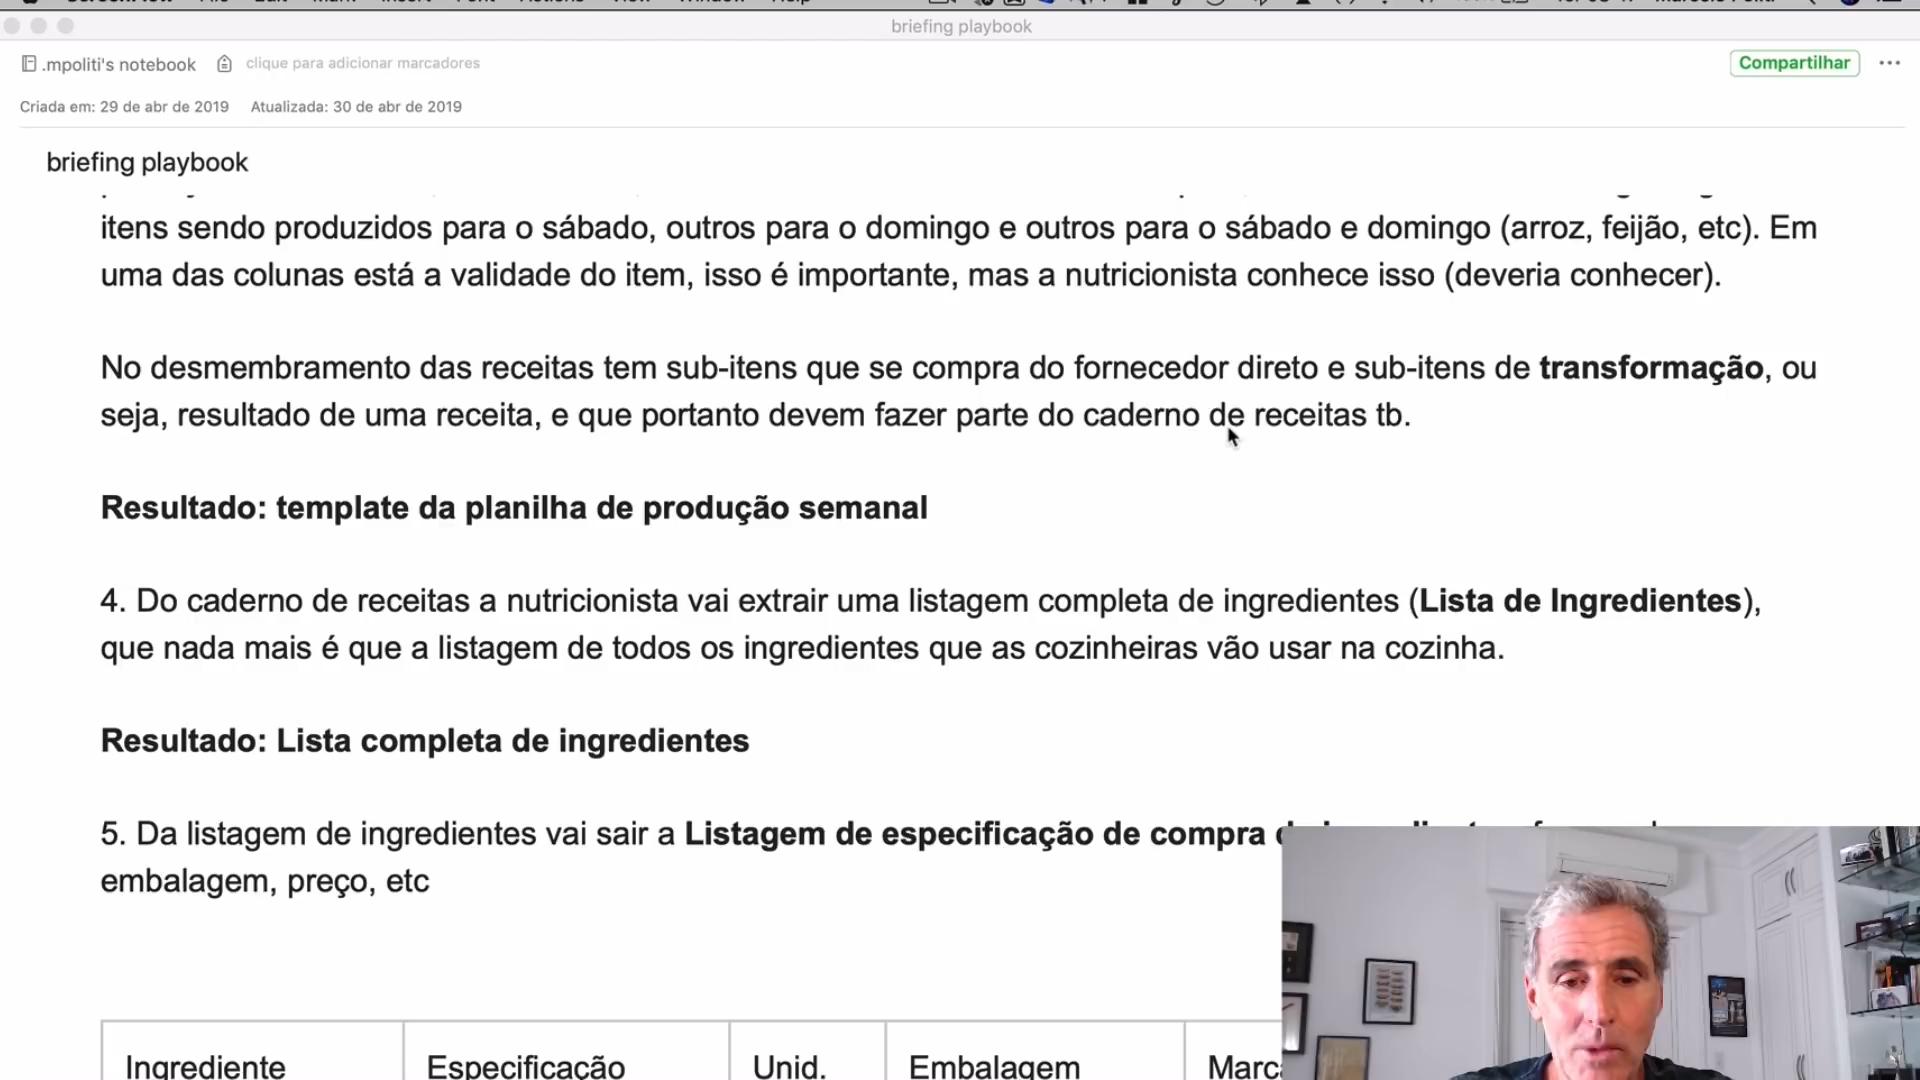 briefing playbook
.mpoliti's notebook clique para adicionar marcadores Compartilhar
Criada em: 29 de abr de 2019 Atualizada: 30 de abr de 2019
briefing playbook
itens sendo produzidos para o sábado, outros para o domingo e outros para o sábado e domingo (arroz, feijão, etc). Em
uma das colunas está a validade do item, isso é importante, mas a nutricionista conhece isso (deveria conhecer).
No desmembramento das receitas tem sub-itens que se compra do fornecedor direto e sub-itens de transformação, ou
seja, resultado de uma receita, e que portanto devem fazer parte do caderno de receitas tb.
Resultado: template da planilha de produção semanal
4. Do caderno de receitas a nutricionista vai extrair uma listagem completa de ingredientes (Lista de Ingredientes),
que nada mais é que a listagem de todos os ingredientes que as cozinheiras vão usar na cozinha.
Resultado: Lista completa de ingredientes
5. Da listagem de ingredientes vai sair a Listagem de especificação de compra
embalagem, preço, etc
Ingrediente Especificação Unid. Embalagem